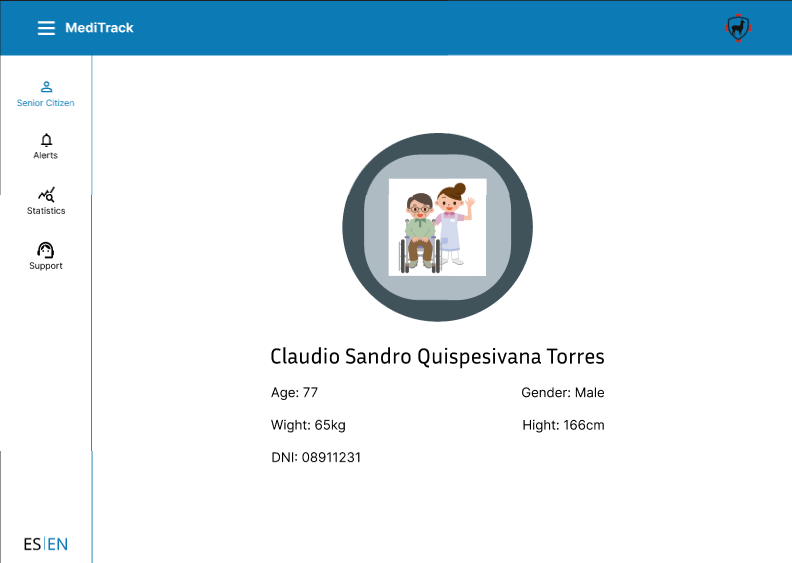 MediTrack
Senior Citizen
Alerts
Statistics
Support
Claudio Sandro Quispesivana Torres
Age: 77
Gender: Male
Wight: 65kg
Hight: 166cm
DNI: 08911231
ES|EN